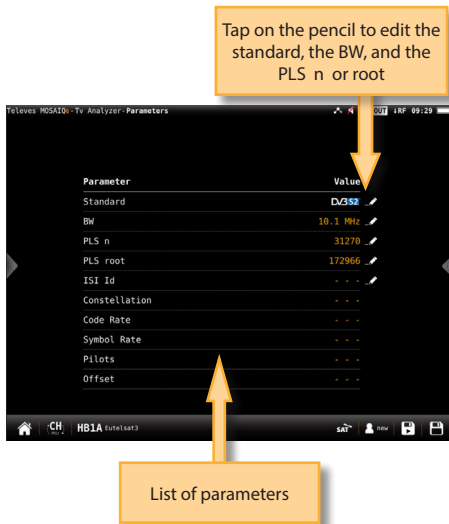 Tap on the pencil to edit the
standard, the BW, and the
PLS n or root
Televes MOSAIQ6-Tv Analyzer-Parameters OUT iRF 09:29
Parameter Value
Standard DVBS2
BW 10.1 MHz
PLS n 31270
PLS root 172966
ISI Id - - -
Constellation - - -
Code Rate - - -
Symbol Rate - - -
Pilots - - -
Offset - - -
CH HB1A Eutelsat3 SAT new
List of parameters